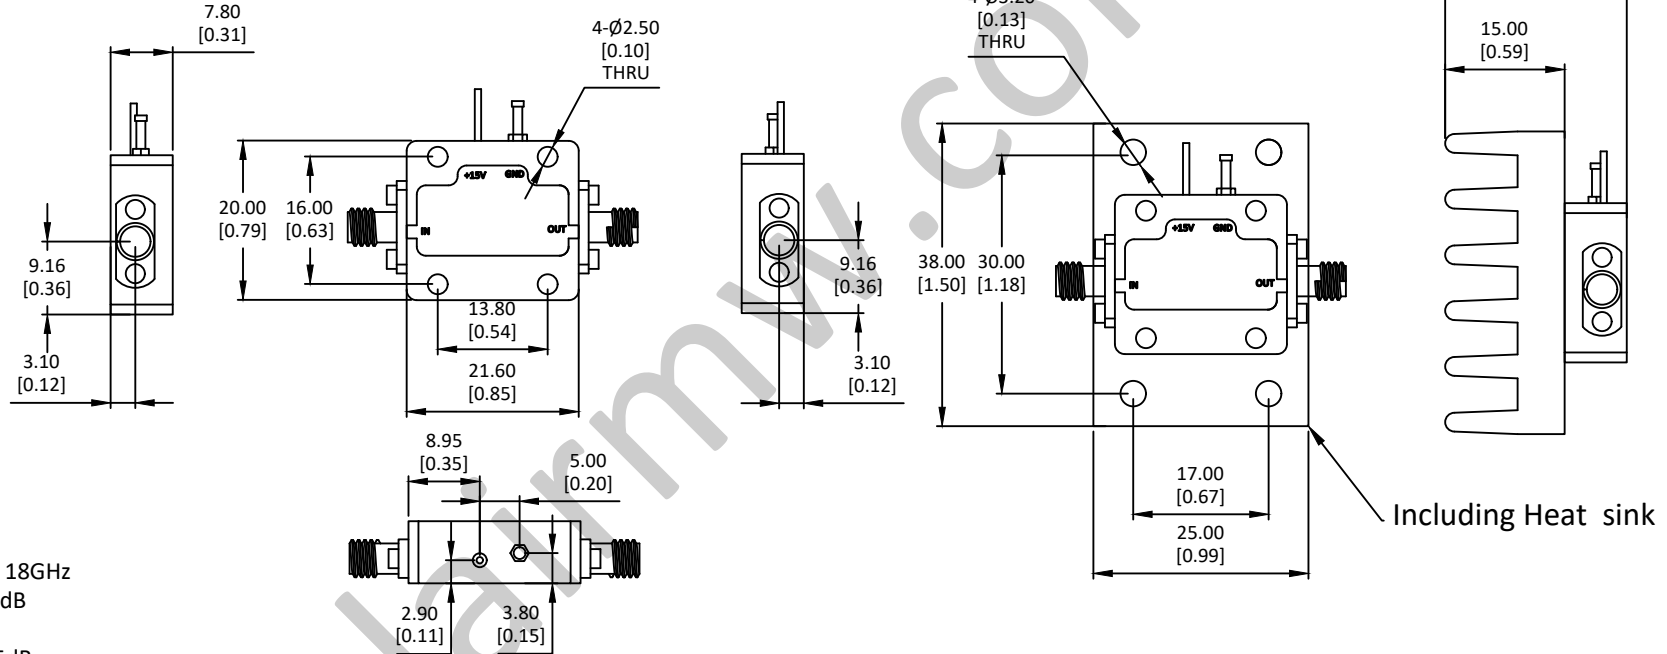 7.80
[0.31]
4-Ø2.50
[0.10]
THRU
+15V
GND
IN
OUT
20.00
[0.79]
16.00
[0.63]
9.16
[0.36]
3.10
[0.12]
13.80
[0.54]
21.60
[0.85]
9.16
[0.36]
3.10
[0.12]
8.95
[0.35]
5.00
[0.20]
2.90
[0.11]
3.80
[0.15]
[0.13]
THRU
+15V
GND
IN
OUT
38.00
[1.50]
30.00
[1.18]
17.00
[0.67]
25.00
[0.99]
15.00
[0.59]
Including Heat sink
18GHz
dB